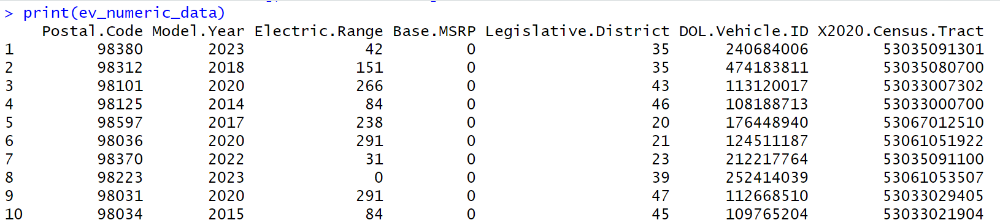 > print(ev_numeric_data)
Postal.Code Model.Year Electric.Range Base.MSRP Legislative.District DOL.Vehicle.ID X2020.Census.Tract
1 98380 2023 42 0 35 240684006 53035091301
2 98312 2018 151 0 35 474183811 53035080700
3 98101 2020 266 0 43 113120017 53033007302
4 98125 2014 84 0 46 108188713 53033000700
5 98597 2017 238 0 20 176448940 53067012510
6 98036 2020 291 0 21 124511187 53061051922
7 98370 2022 31 0 23 212217764 53035091100
8 98223 2023 0 0 39 252414039 53061053507
9 98031 2020 291 0 47 112668510 53033029405
10 98034 2015 84 0 45 109765204 53033021904